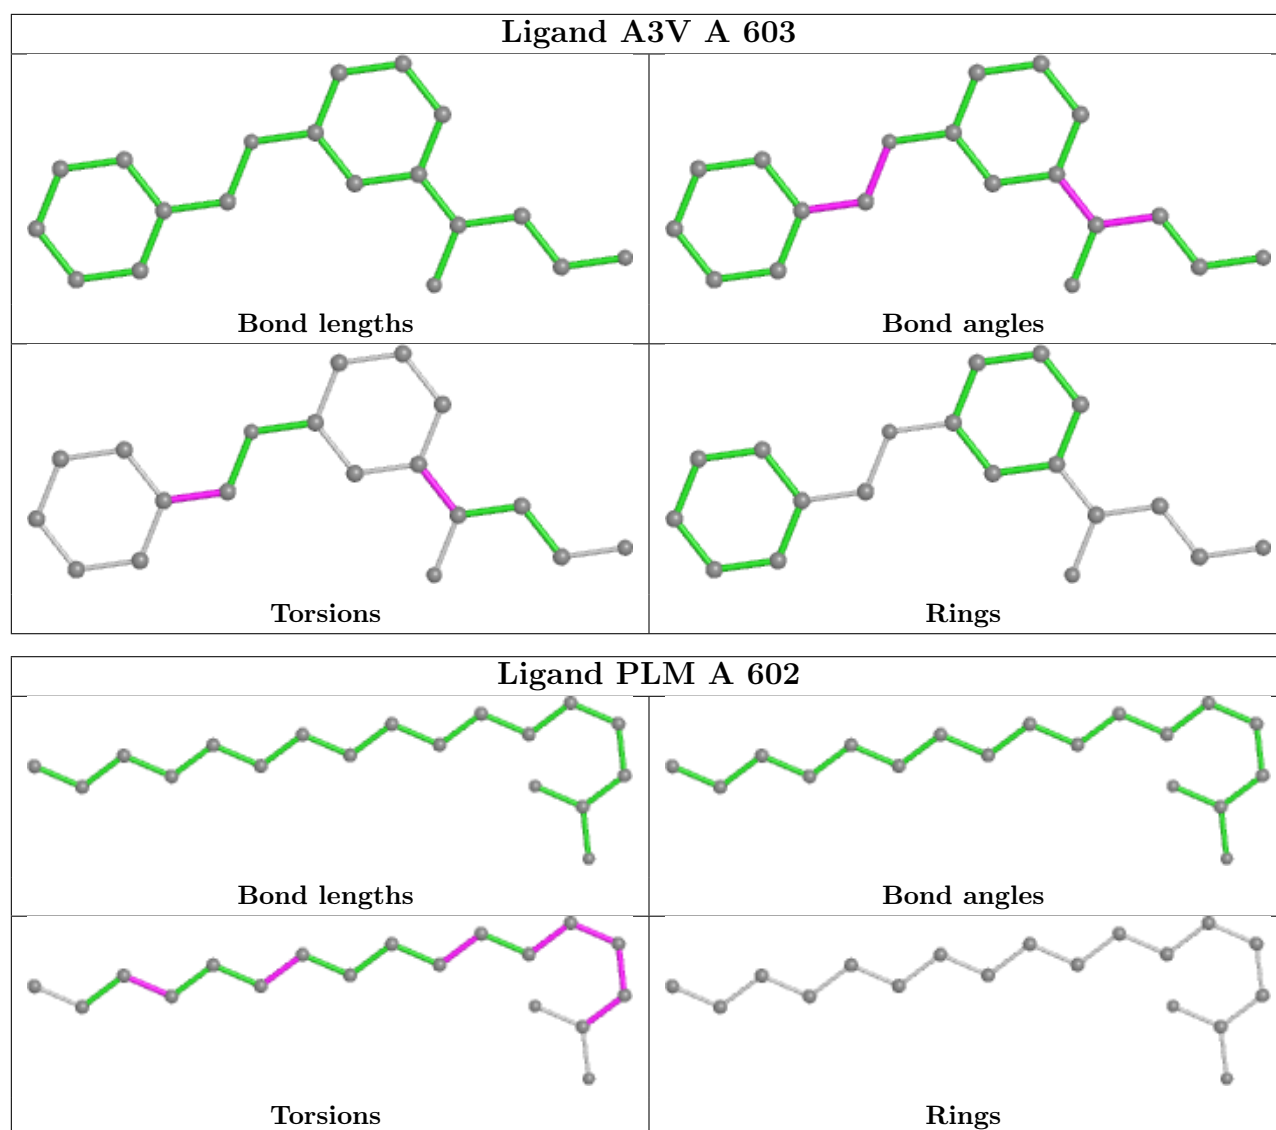 Ligand A3V A 603
Bond lengths
Bond angles
Torsions
Rings
Ligand PLM A 602
Bond lengths
Bond angles
Torsions
Rings